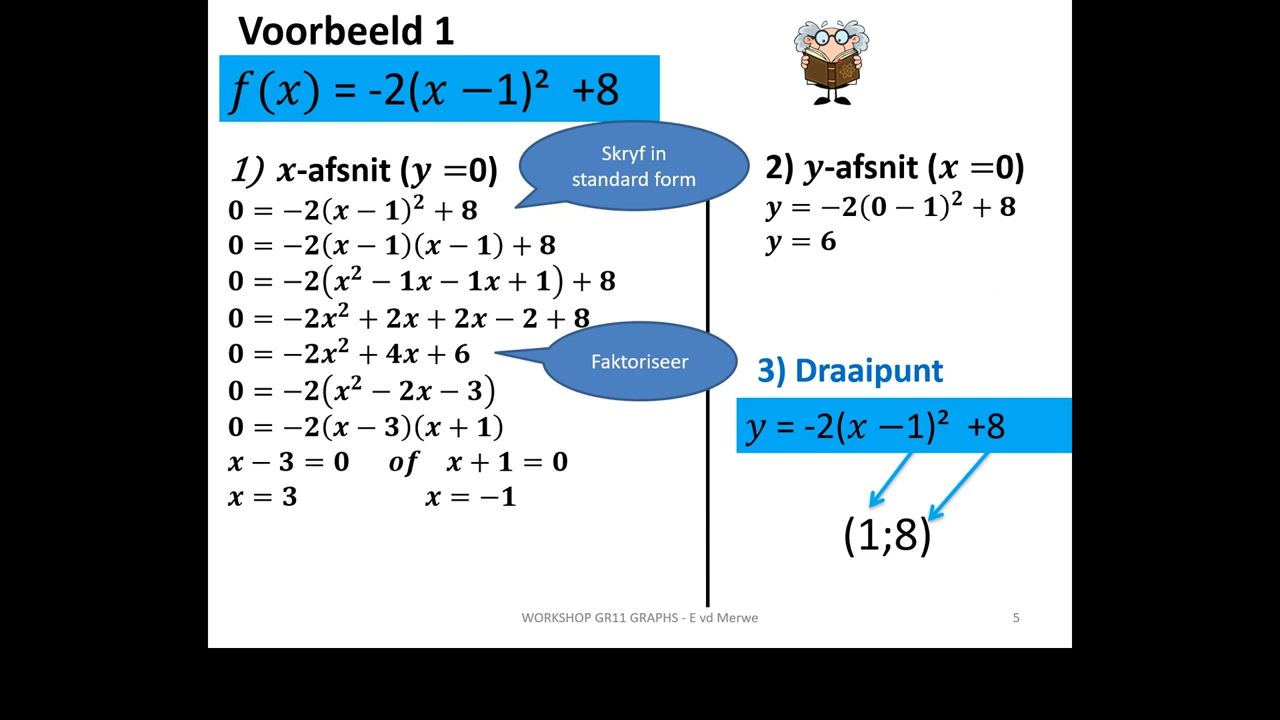 Voorbeeld 1
f(x) = -2(x −1)² +8
1) x-afsnit (y =0)
Skryf in
standard form
0 = −2(x − 1)² + 8
0 = −2(x − 1)(x − 1) + 8
0 = −2(x² − 1x − 1x + 1) + 8
0 = −2x² + 2x + 2x − 2 + 8
0 = −2x² + 4x + 6
Faktoriseer
0 = −2(x² − 2x − 3)
0 = −2(x − 3)(x + 1)
x − 3 = 0 of x + 1 = 0
x = 3 x = −1
2) y-afsnit (x =0)
y = −2(0 − 1)² + 8
y = 6
3) Draaipunt
y = -2(x −1)² +8
(1;8)
WORKSHOP GR11 GRAPHS - E vd Merwe
5